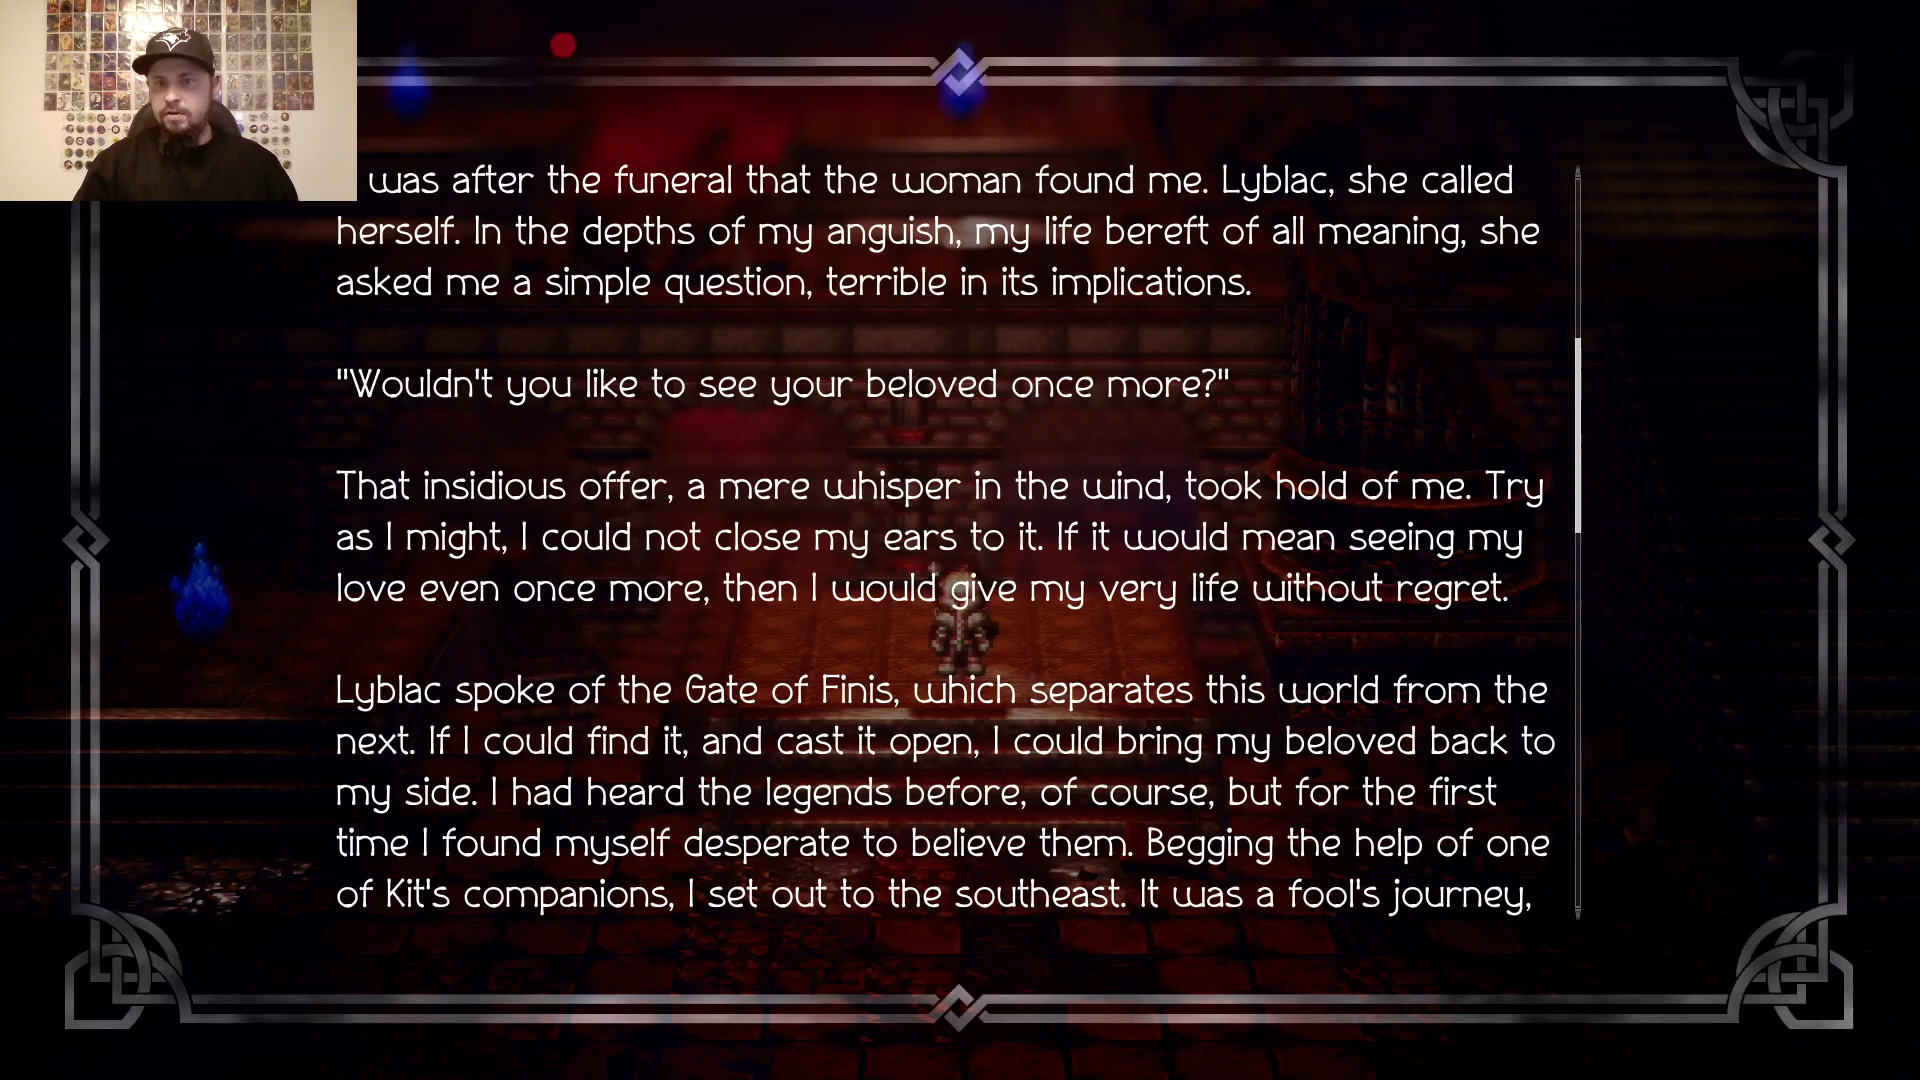 was after the funeral that the woman found me. Lyblac, she called
herself. In the depths of my anguish, my life bereft of all meaning, she
asked me a simple question, terrible in its implications.
"Wouldn't you like to see your beloved once more?"
That insidious offer, a mere whisper in the wind, took hold of me. Try
as I might, I could not close my ears to it. If it would mean seeing my
love even once more, then I would give my very life without regret.
Lyblac spoke of the Gate of Finis, which separates this world from the
next. If I could find it, and cast it open, I could bring my beloved back to
my side. I had heard the legends before, of course, but for the first
time I found myself desperate to believe them. Begging the help of one
of Kit's companions, I set out to the southeast. It was a fool's journey,